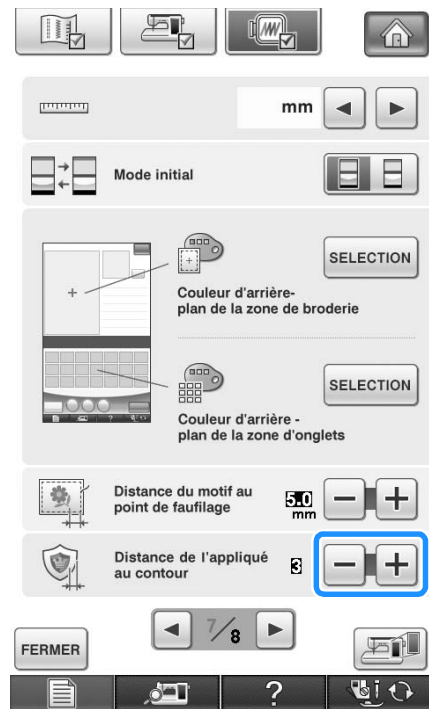 mm
Mode initial
SELECTION
Couleur d'arrière-
plan de la zone de broderie
SELECTION
Couleur d'arrière -
plan de la zone d'onglets
Distance du motif au
point de faufilage
5.0
mm
Distance de l'appliqué
au contour
3
7/8
FERMER
?